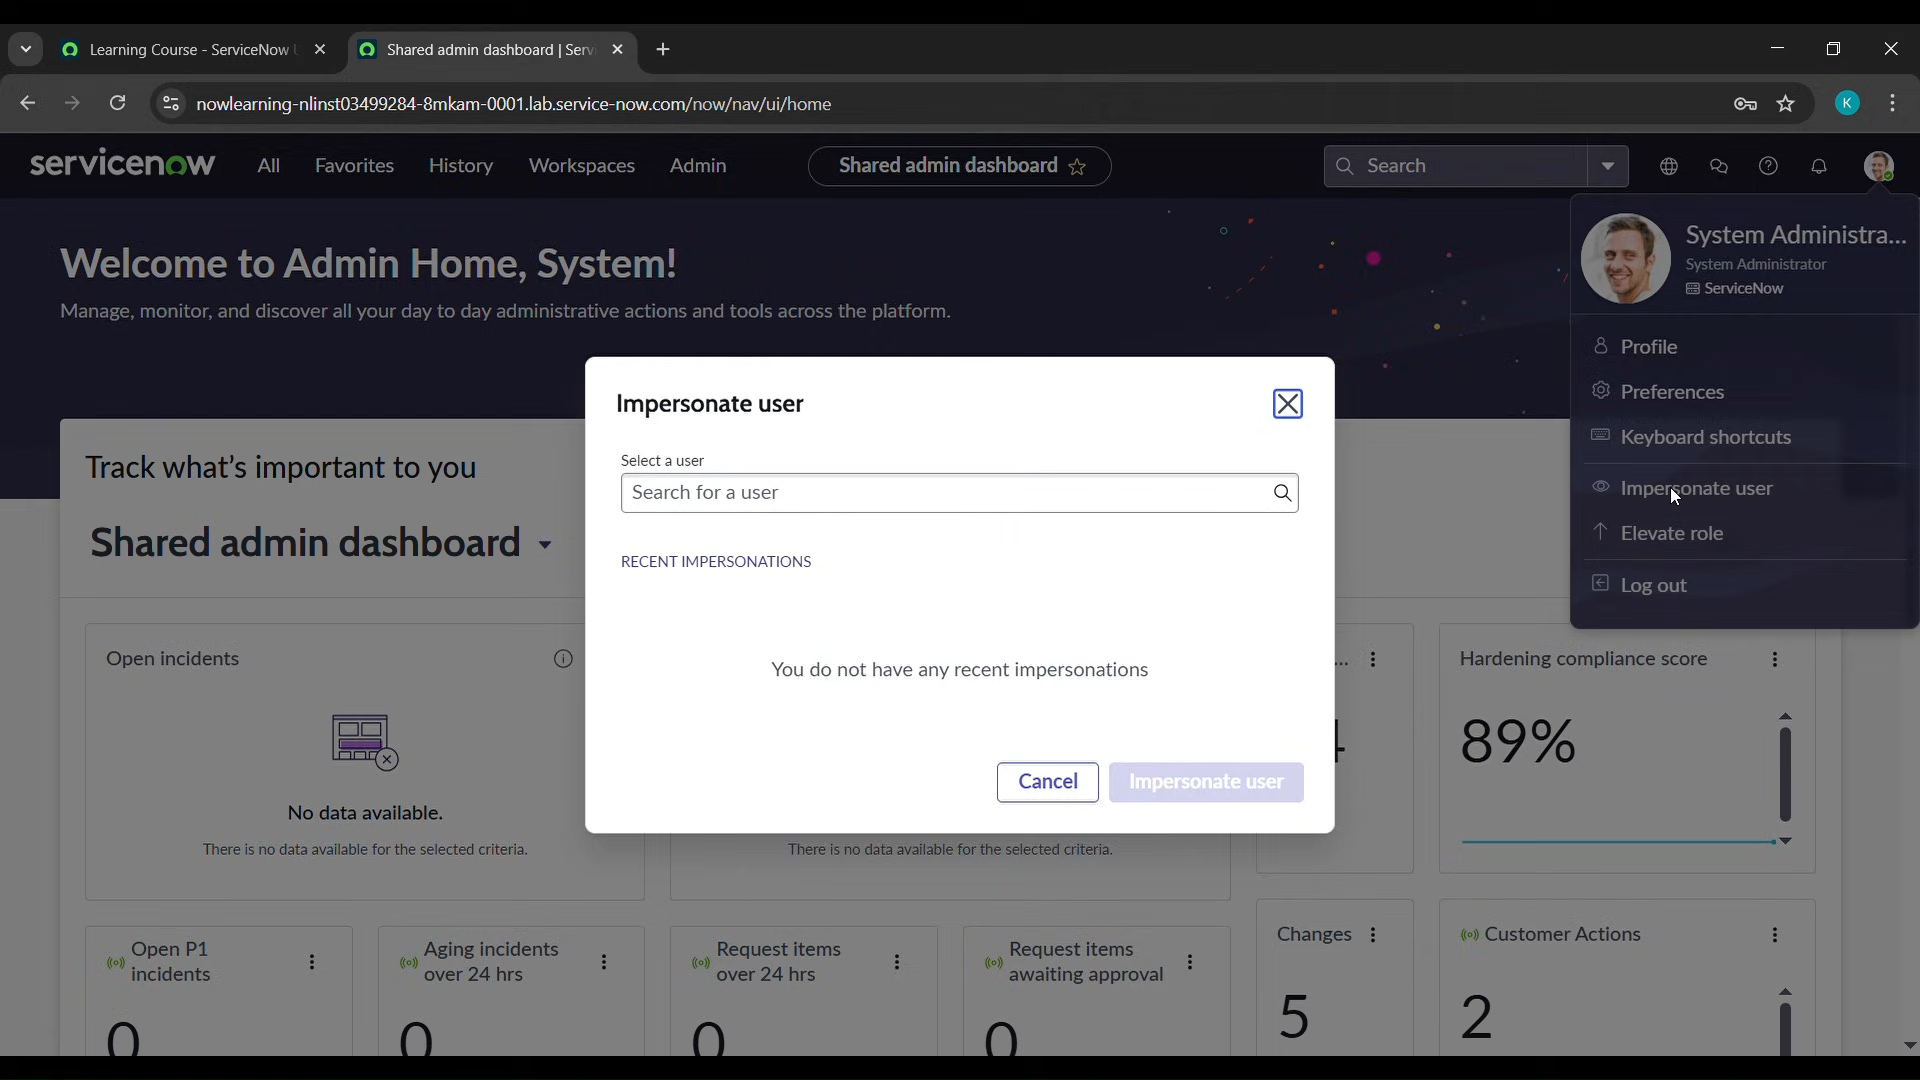 Learning Course - ServiceNow
Shared admin dashboard | Serv
nowlearning-nlinst03499284-8mkam-0001.lab.service-now.com/now/nav/ui/home
K
servicenow
All
Favorites
History
Workspaces
Admin
Shared admin dashboard
Search
System Administra...
System Administrator
ServiceNow
Profile
Preferences
Keyboard shortcuts
Impersonate user
Elevate role
Log out
Welcome to Admin Home, System!
Manage, monitor, and discover all your day to day administrative actions and tools across the platform.
Impersonate user
Select a user
Search for a user
RECENT IMPERSONATIONS
You do not have any recent impersonations
Cancel
Impersonate user
Track what's important to you
Shared admin dashboard
Open incidents
No data available.
There is no data available for the selected criteria.
There is no data available for the selected criteria.
...
Hardening compliance score
89%
Open P1
incidents
0
Aging incidents
over 24 hrs
0
Request items
over 24 hrs
0
Request items
awaiting approval
0
Changes
5
Customer Actions
2